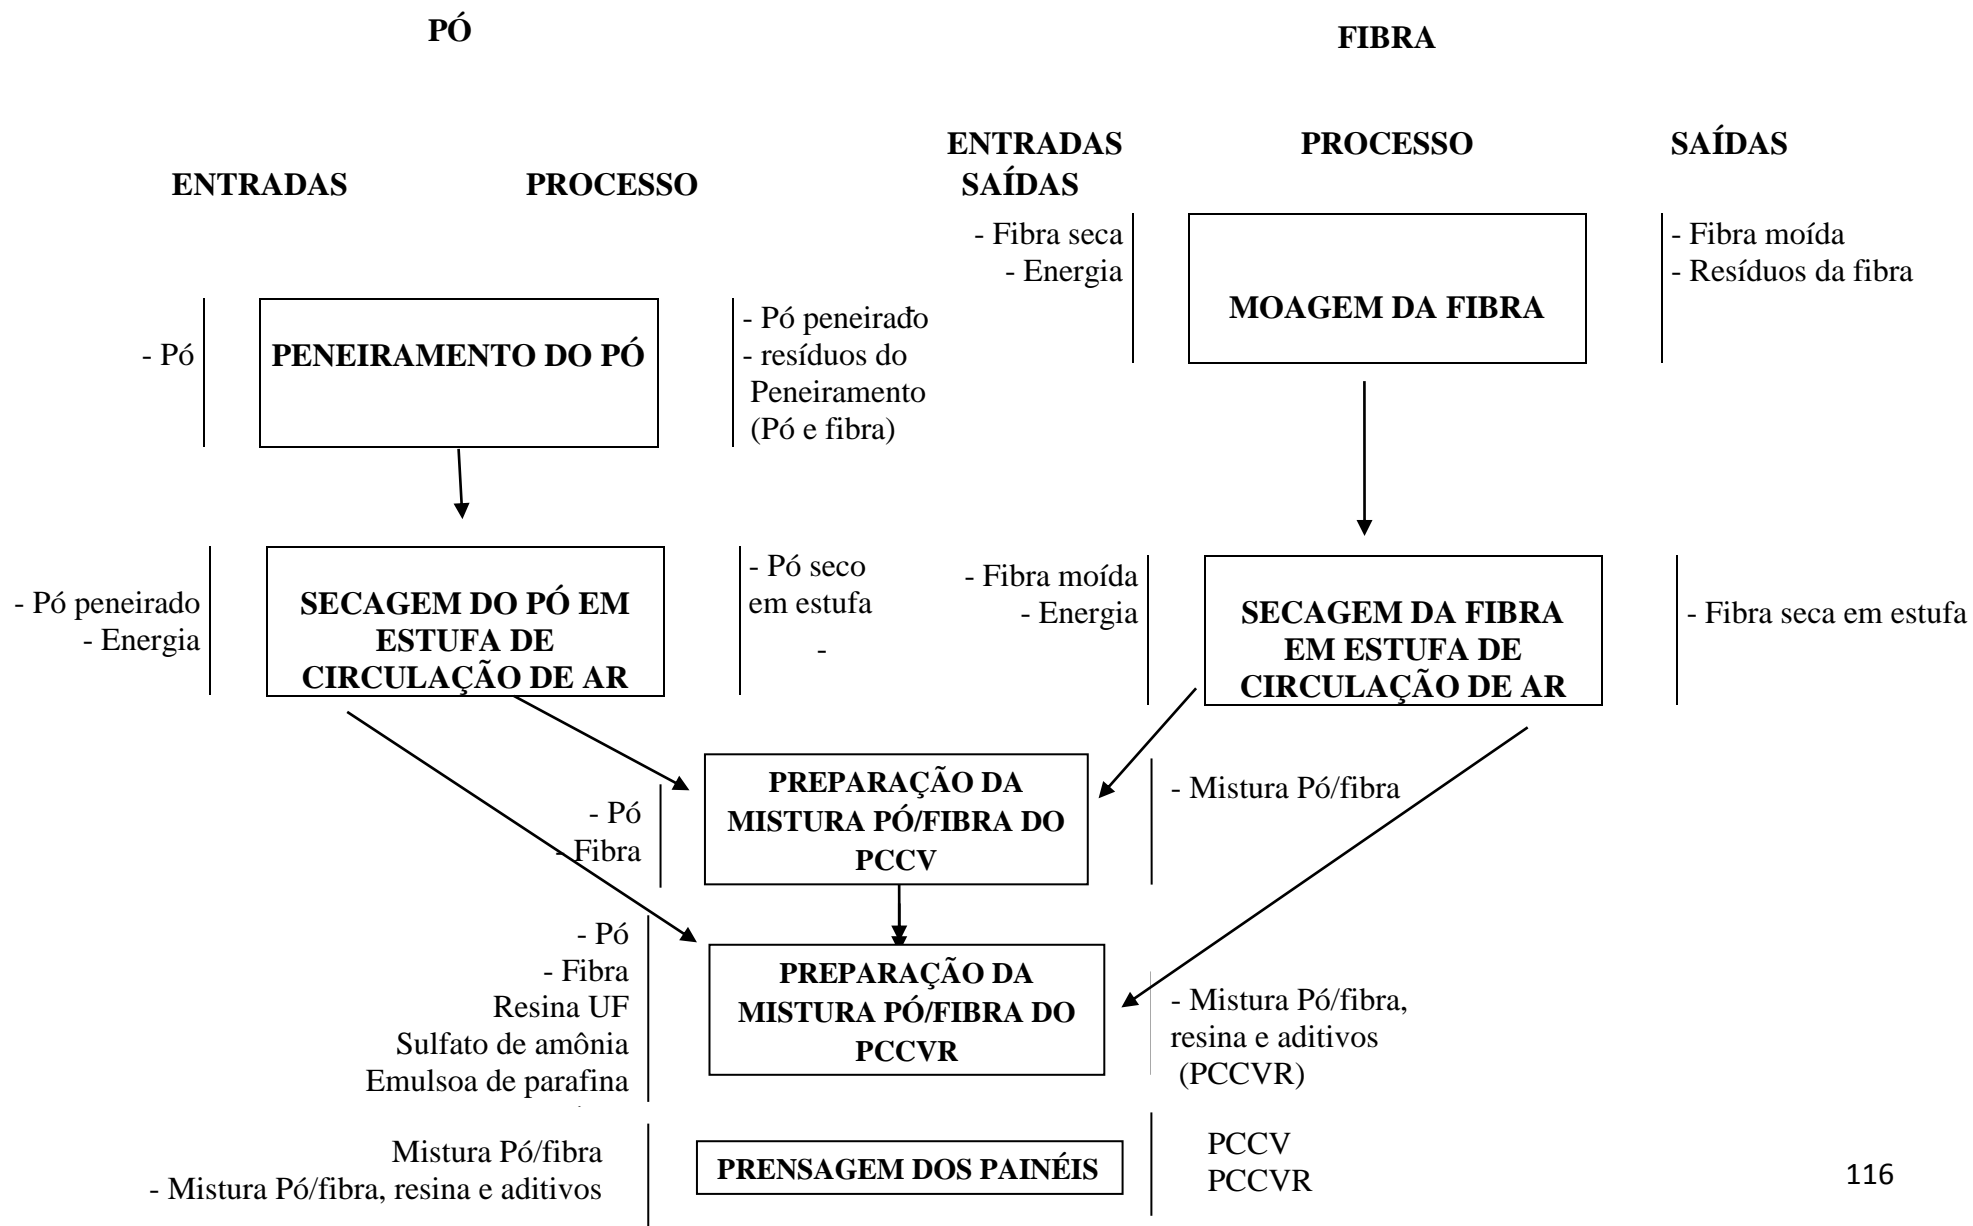 PÓ
FIBRA
ENTRADAS
PROCESSO
SAÍDAS
ENTRADAS
PROCESSO
SAÍDAS
- Fibra seca
- Energia
MOAGEM DA FIBRA
- Fibra moída
- Resíduos da fibra
- Pó
PENEIRAMENTO DO PÓ
- Pó peneirado
- resíduos do
Peneiramento
(Pó e fibra)
- Pó peneirado
- Energia
SECAGEM DO PÓ EM
ESTUFA DE
CIRCULAÇÃO DE AR
- Pó seco
em estufa
-
- Fibra moída
- Energia
SECAGEM DA FIBRA
EM ESTUFA DE
CIRCULAÇÃO DE AR
- Fibra seca em estufa
- Pó
- Fibra
PREPARAÇÃO DA
MISTURA PÓ/FIBRA DO
PCCV
- Mistura Pó/fibra
- Pó
- Fibra
Resina UF
Sulfato de amônia
Emulsoa de parafina
PREPARAÇÃO DA
MISTURA PÓ/FIBRA DO
PCCVR
- Mistura Pó/fibra,
resina e aditivos
(PCCVR)
Mistura Pó/fibra
- Mistura Pó/fibra, resina e aditivos
PRENSAGEM DOS PAINÉIS
PCCV
PCCVR
116